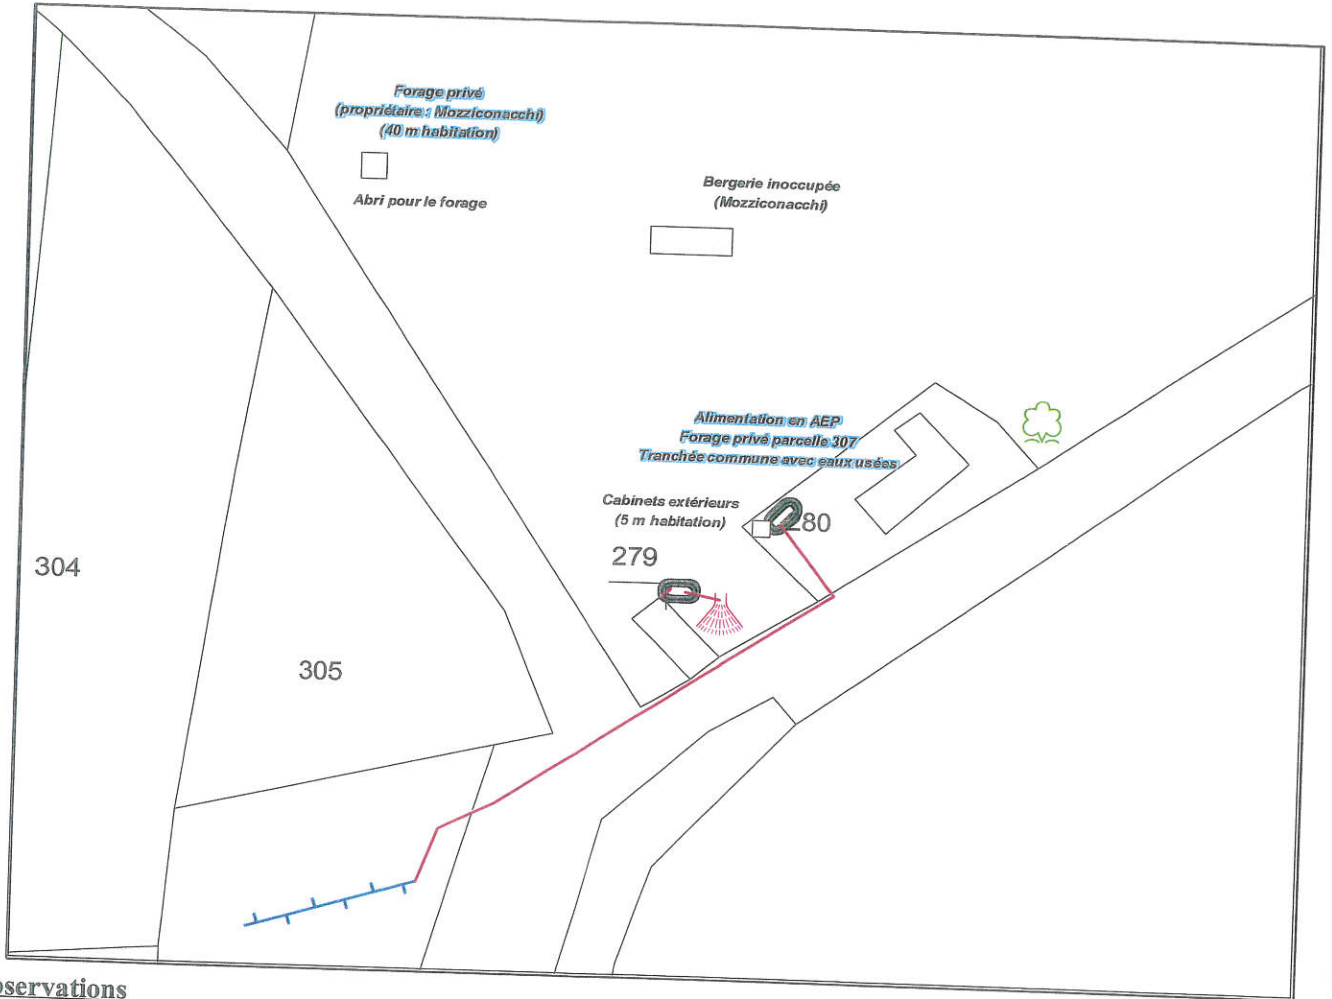 Forage privé
(propriétaire : Mozziconacchi)
(40 m habitation)
Abri pour le forage
Bergerie inoccupée
(Mozziconacchi)
Alimentation en AEP
Forage privé parcelle 307
Tranchée commune avec eaux usées
Cabinets extérieurs
(5 m habitation)
280
279
304
305
servations